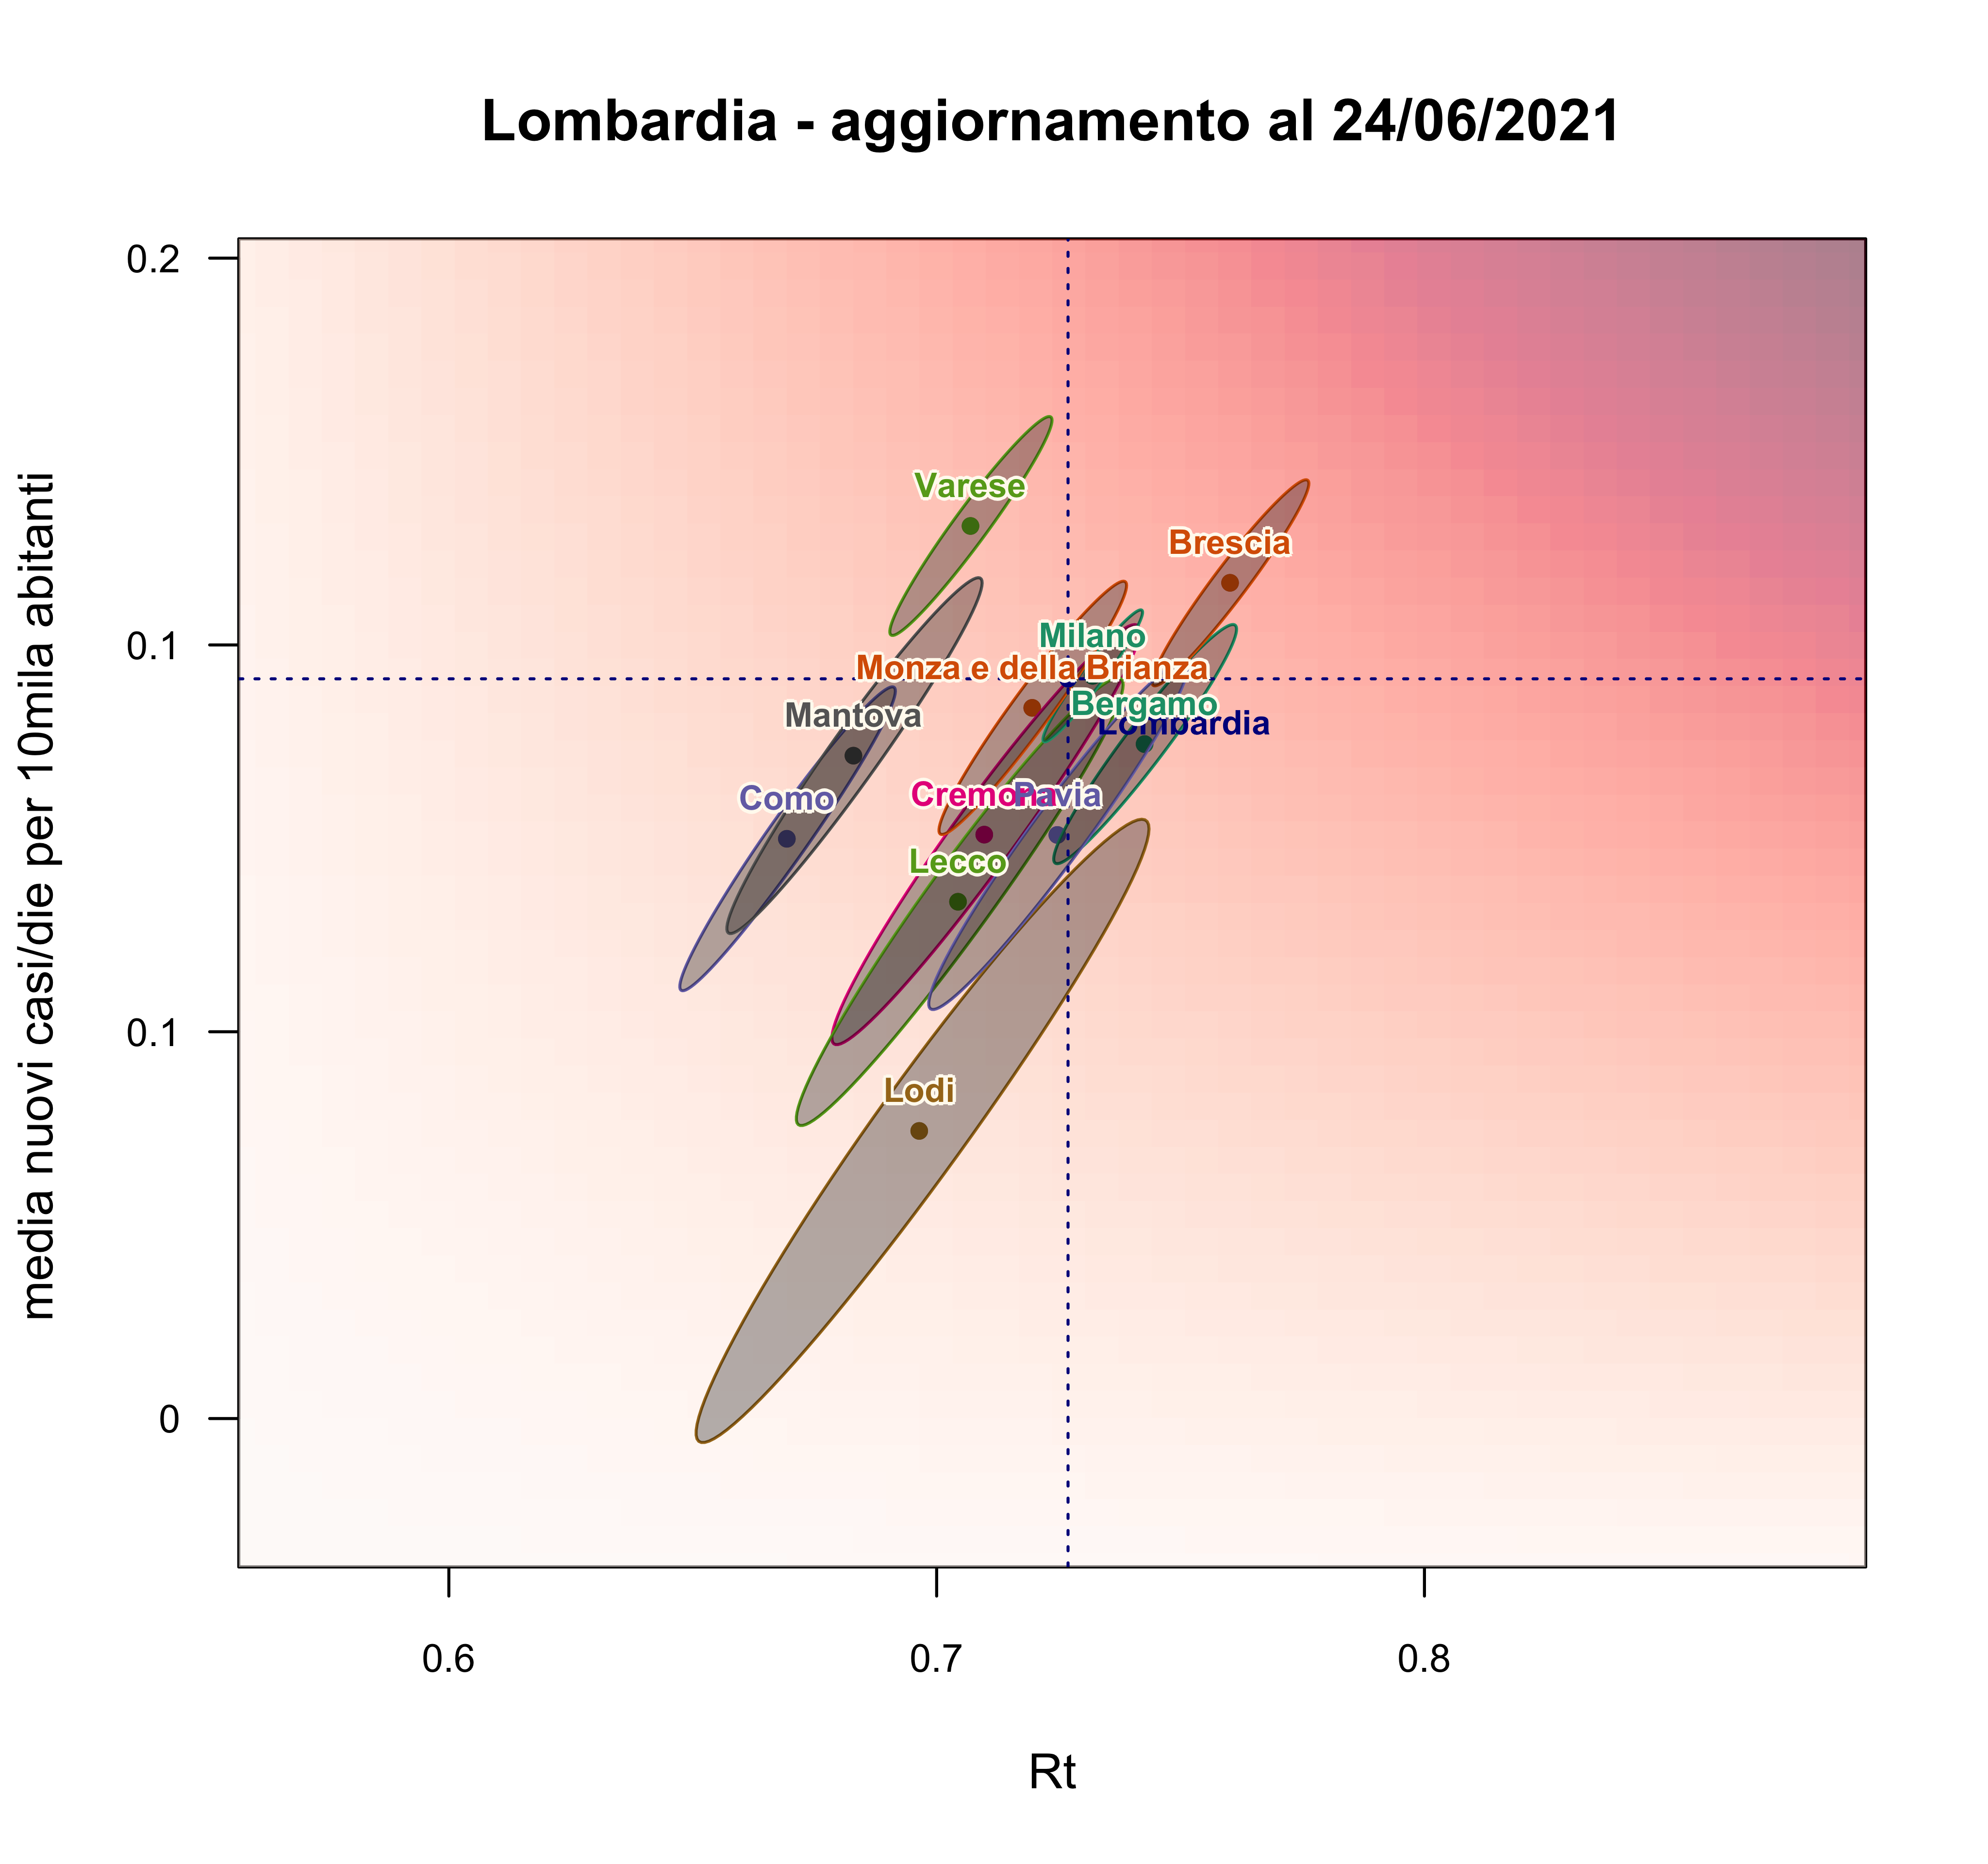 Lombardia - aggiornamento al 24/06/2021
media nuovi casi/die per 10mila abitanti
0.2
0.1
0.1
0
Varese
Brescia
Milano
Monza e della Brianza
Bergamo
Mantova
Lombardia
Como
Cremona
Pavia
Lecco
Lodi
0.6
0.7
0.8
Rt